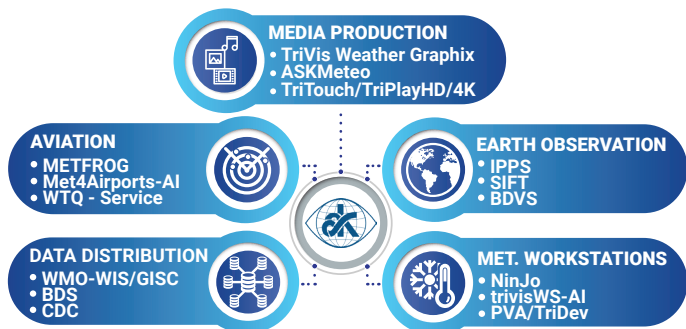 MEDIA PRODUCTION
• TriVis Weather Graphix
• ASKMeteo
• TriTouch/TriPlayHD/4K
AVIATION
• METFROG
• Met4Airports-AI
• WTQ - Service
EARTH OBSERVATION
• IPPS
• SIFT
• BDVS
dk
DATA DISTRIBUTION
• WMO-WIS/GISC
• BDS
• CDC
MET. WORKSTATIONS
• NinJo
• trivisWS-AI
• PVA/TriDev